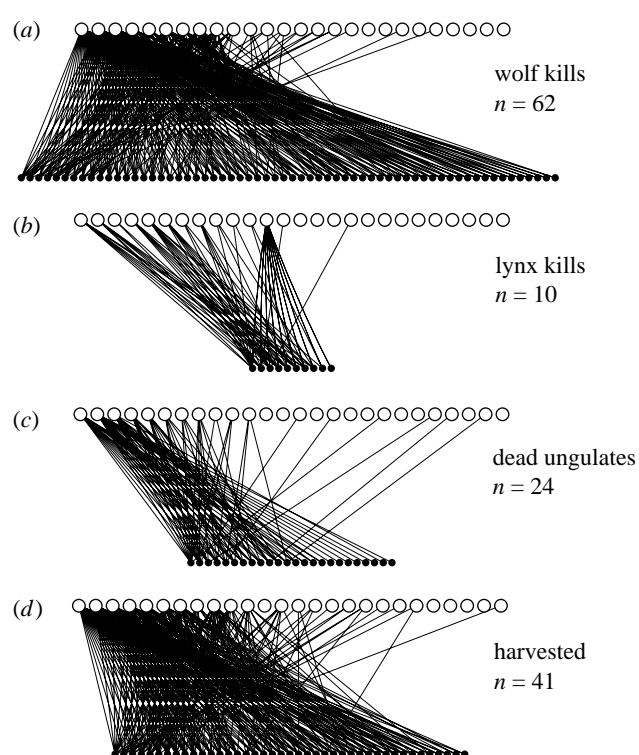 (a)
wolf kills
n = 62
(b)
lynx kills
n = 10
(c)
dead ungulates
n = 24
(d)
harvested
n = 41